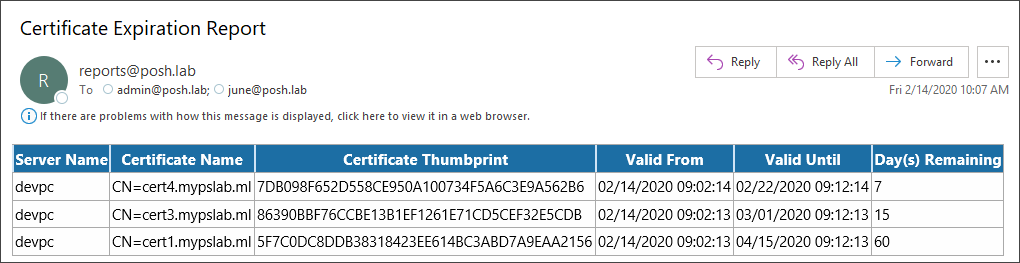 Certificate Expiration Report
R
reports@posh.lab
To admin@posh.lab; june@posh.lab
Reply Reply All Forward ...
Fri 2/14/2020 10:07 AM
If there are problems with how this message is displayed, click here to view it in a web browser.
Server Name Certificate Name Certificate Thumbprint Valid From Valid Until Day(s) Remaining
devpc CN=cert4.mypslab.ml 7DB098F652D558CE950A100734F5A6C3E9A562B6 02/14/2020 09:02:14 02/22/2020 09:12:14 7
devpc CN=cert3.mypslab.ml 86390BBF76CCBE13B1EF1261E71CD5CEF32E5CDB 02/14/2020 09:02:13 03/01/2020 09:12:13 15
devpc CN=cert1.mypslab.ml 5F7C0DC8DDB38318423EE614BC3ABD7A9EAA2156 02/14/2020 09:02:13 04/15/2020 09:12:13 60